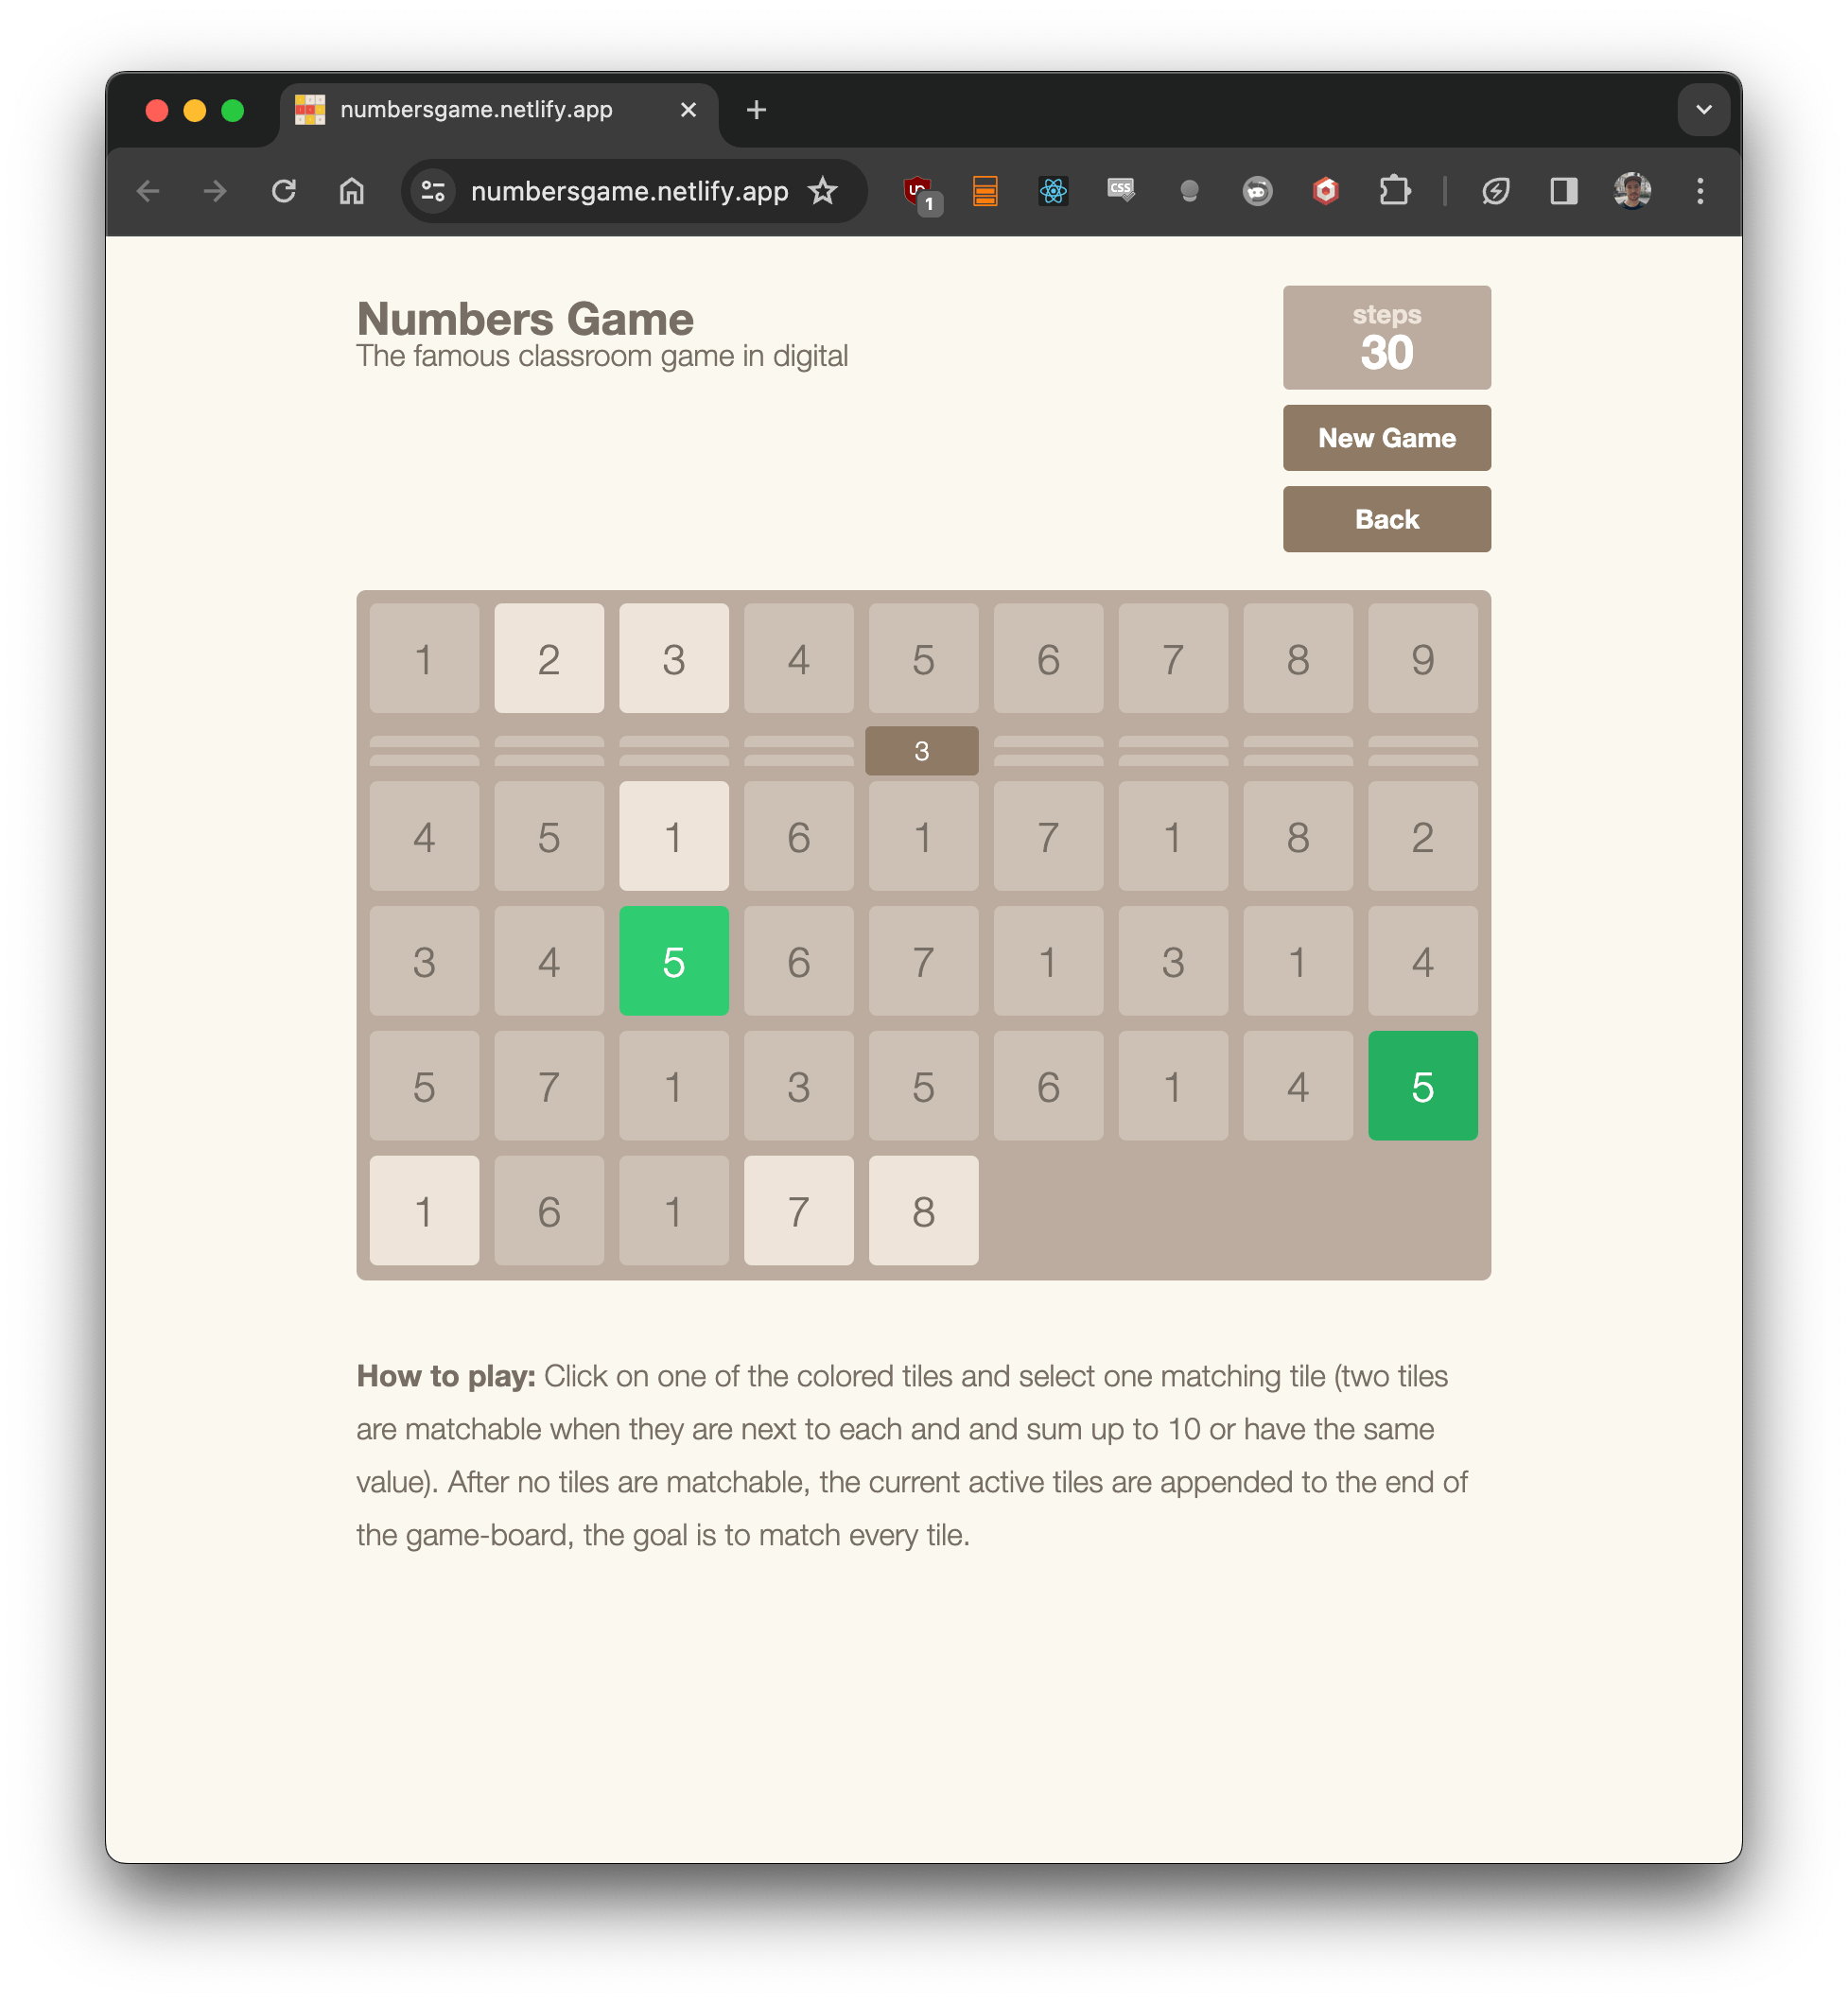 numbersgame.netlify.app
numbersgame.netlify.app
1
CSS
Numbers Game
The famous classroom game in digital
steps
30
New Game
Back
1 2 3 4 5 6 7 8 9
3
4 5 1 6 1 7 1 8 2
3 4 5 6 7 1 3 1 4
5 7 1 3 5 6 1 4 5
1 6 1 7 8
How to play: Click on one of the colored tiles and select one matching tile (two tiles
are matchable when they are next to each and and sum up to 10 or have the same
value). After no tiles are matchable, the current active tiles are appended to the end of
the game-board, the goal is to match every tile.